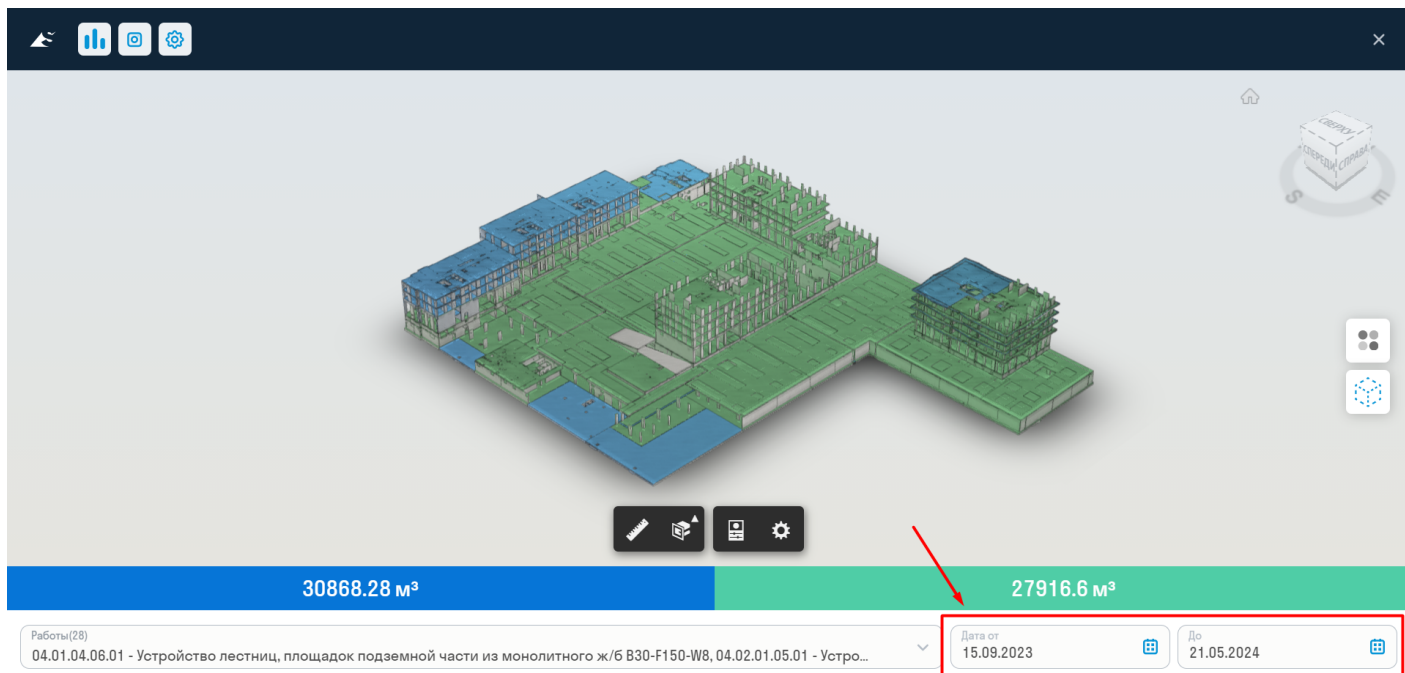 СВЕРХУ
СПЕРЕДИ
СПРАВА
S
E
30868.28 м³
27916.6 м³
Работы(28)
04.01.04.06.01 - Устройство лестниц, площадок подземной части из монолитного ж/б В30-F150-W8, 04.02.01.05.01 - Устро...
Дата от
15.09.2023
До
21.05.2024